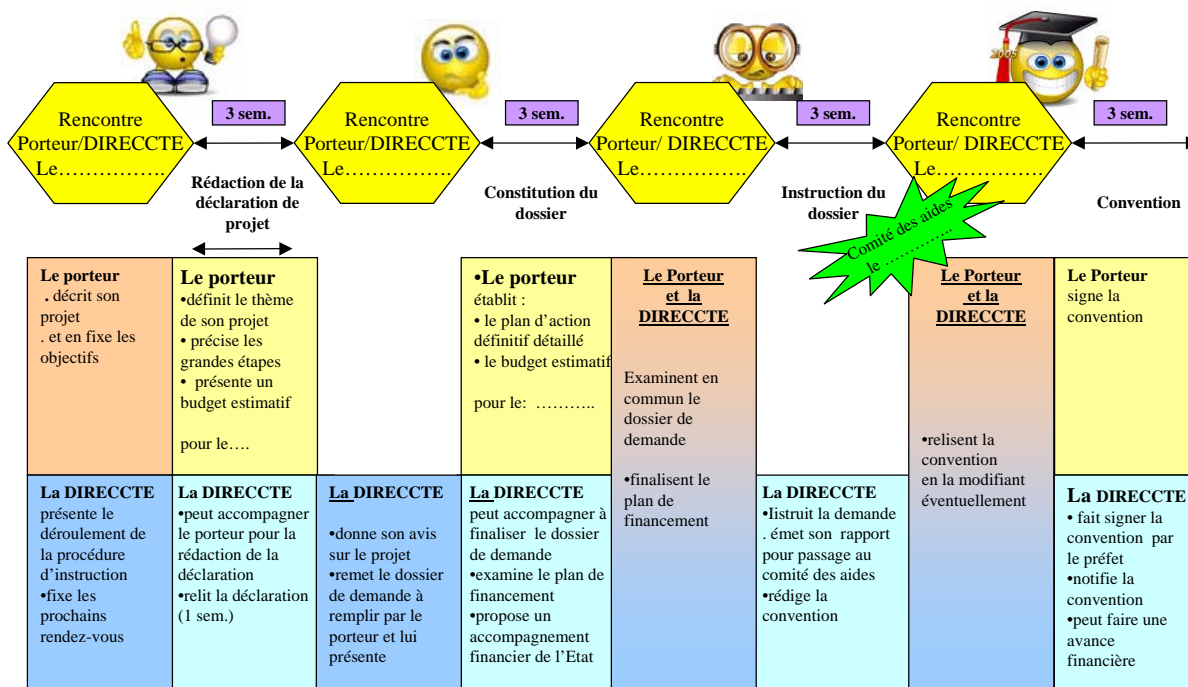 2005
Rencontre
Porteur/DIRECCTE
Le…………….
3 sem.
Rédaction de la
déclaration de
projet
Rencontre
Porteur/DIRECCTE
Le…………….
3 sem.
Constitution du
dossier
Rencontre
Porteur/ DIRECCTE
Le…………….
3 sem.
Instruction du
dossier
Rencontre
Porteur/ DIRECCTE
Le…………….
3 sem.
Convention
Comité des aides
le …………..
Le porteur
. décrit son
projet
. et en fixe les
objectifs
Le porteur
•définit le thème
de son projet
• précise les
grandes étapes
• présente un
budget estimatif
pour le….
•Le porteur
établit :
• le plan d’action
définitif détaillé
• le budget estimatif
pour le: ………..
Le Porteur
et la
DIRECCTE
Examinent en
commun le
dossier de
demande
•finalisent le
plan de
financement
Le Porteur
et la
DIRECCTE
•relisent la
convention
en la modifiant
éventuellement
Le Porteur
signe la
convention
La DIRECCTE
présente le
déroulement de
la procédure
d’instruction
•fixe les
prochains
rendez-vous
La DIRECCTE
•peut accompagner
le porteur pour la
rédaction de la
déclaration
•relit la déclaration
(1 sem.)
La DIRECCTE
•donne son avis
sur le projet
•remet le dossier
de demande à
remplir par le
porteur et lui
présente
La DIRECCTE
peut accompagner à
finaliser le dossier
de demande
•examine le plan de
financement
•propose un
accompagnement
financier de l’Etat
La DIRECCTE
•Iistruit la demande
. émet son rapport
pour passage au
comité des aides
•rédige la
convention
La DIRECCTE
• fait signer la
convention par
le préfet
•notifie la
convention
•peut faire une
avance
financière